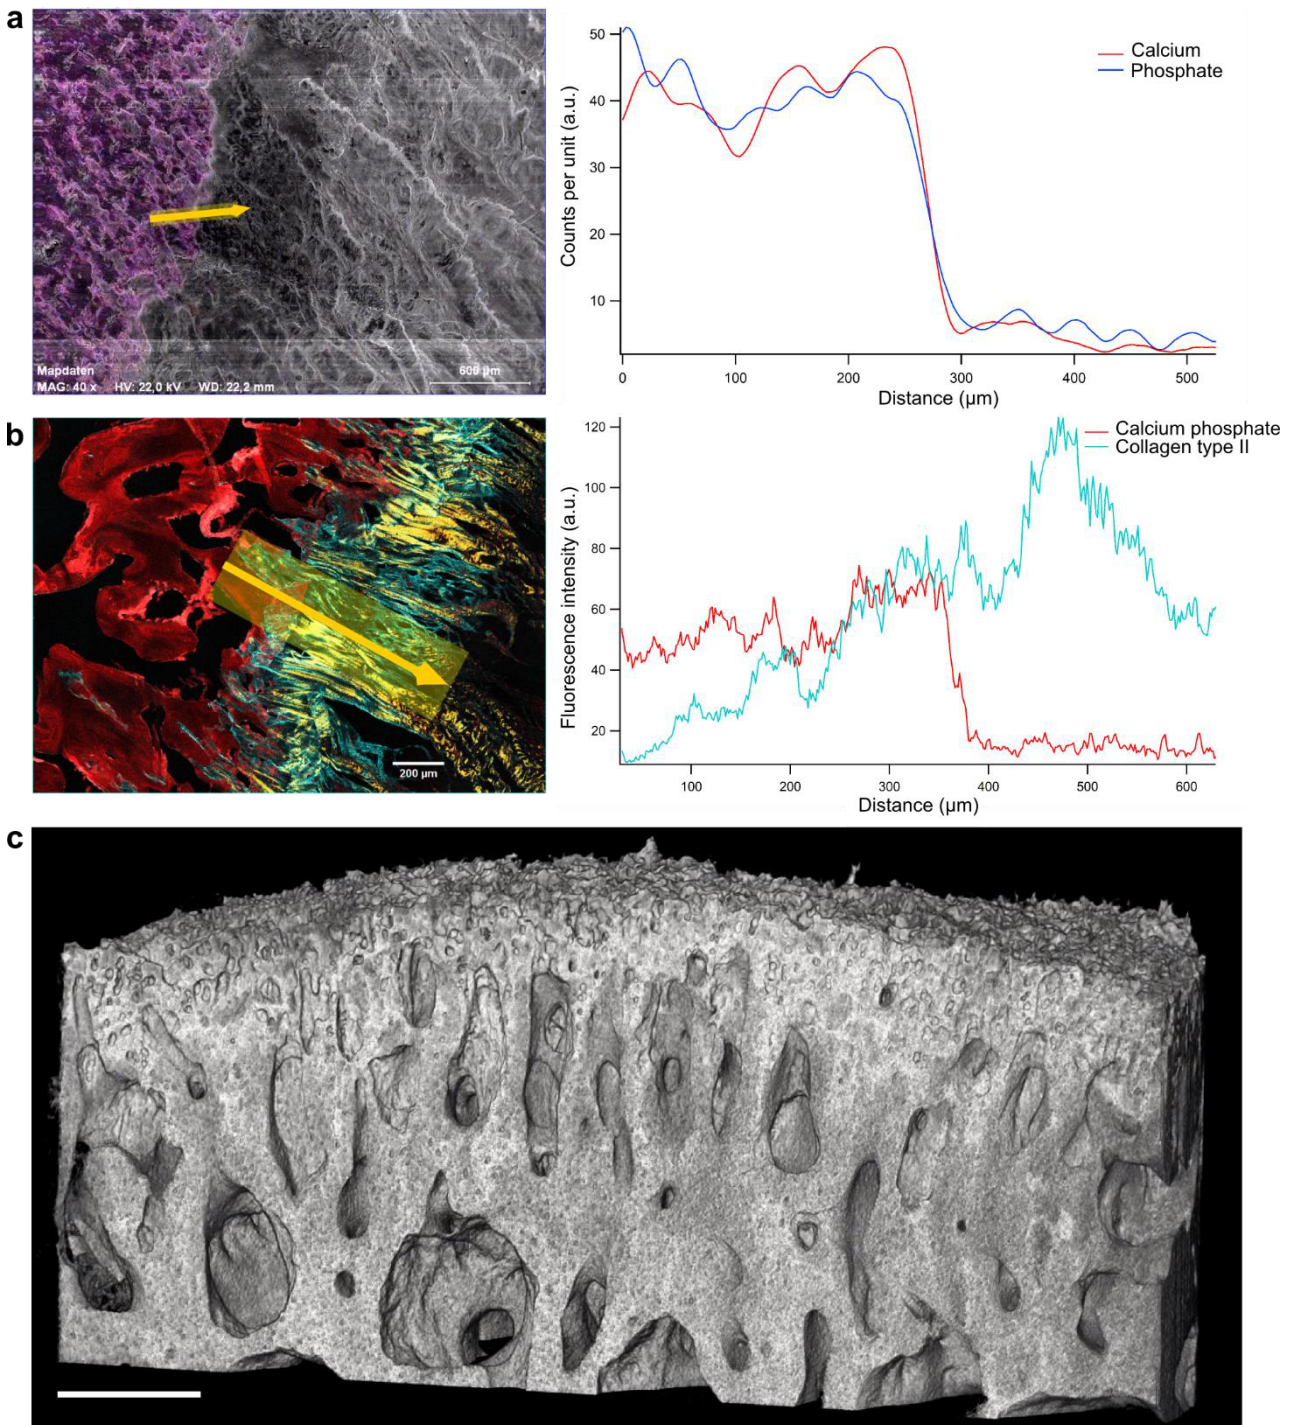 a
Mapdaten
MAG: 40 x HV: 22,0 kV WD: 22,2 mm
600 µm
Counts per unit (a.u.)
50
40
30
20
10
0 100 200 300 400 500
Distance (µm)
Calcium
Phosphate
b
200 µm
Fluorescence intensity (a.u.)
120
100
80
60
40
20
100 200 300 400 500 600
Distance (µm)
Calcium phosphate
Collagen type II
c